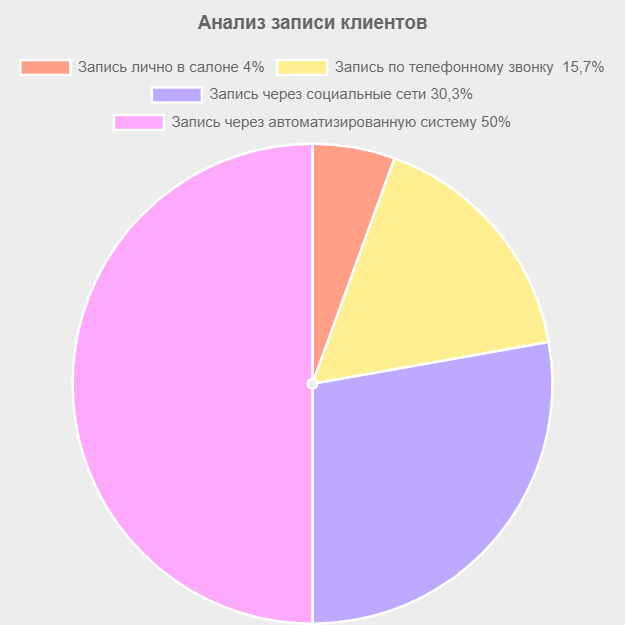 Анализ записи клиентов
Запись лично в салоне 4% Запись по телефонному звонку 15,7%
Запись через социальные сети 30,3%
Запись через автоматизированную систему 50%